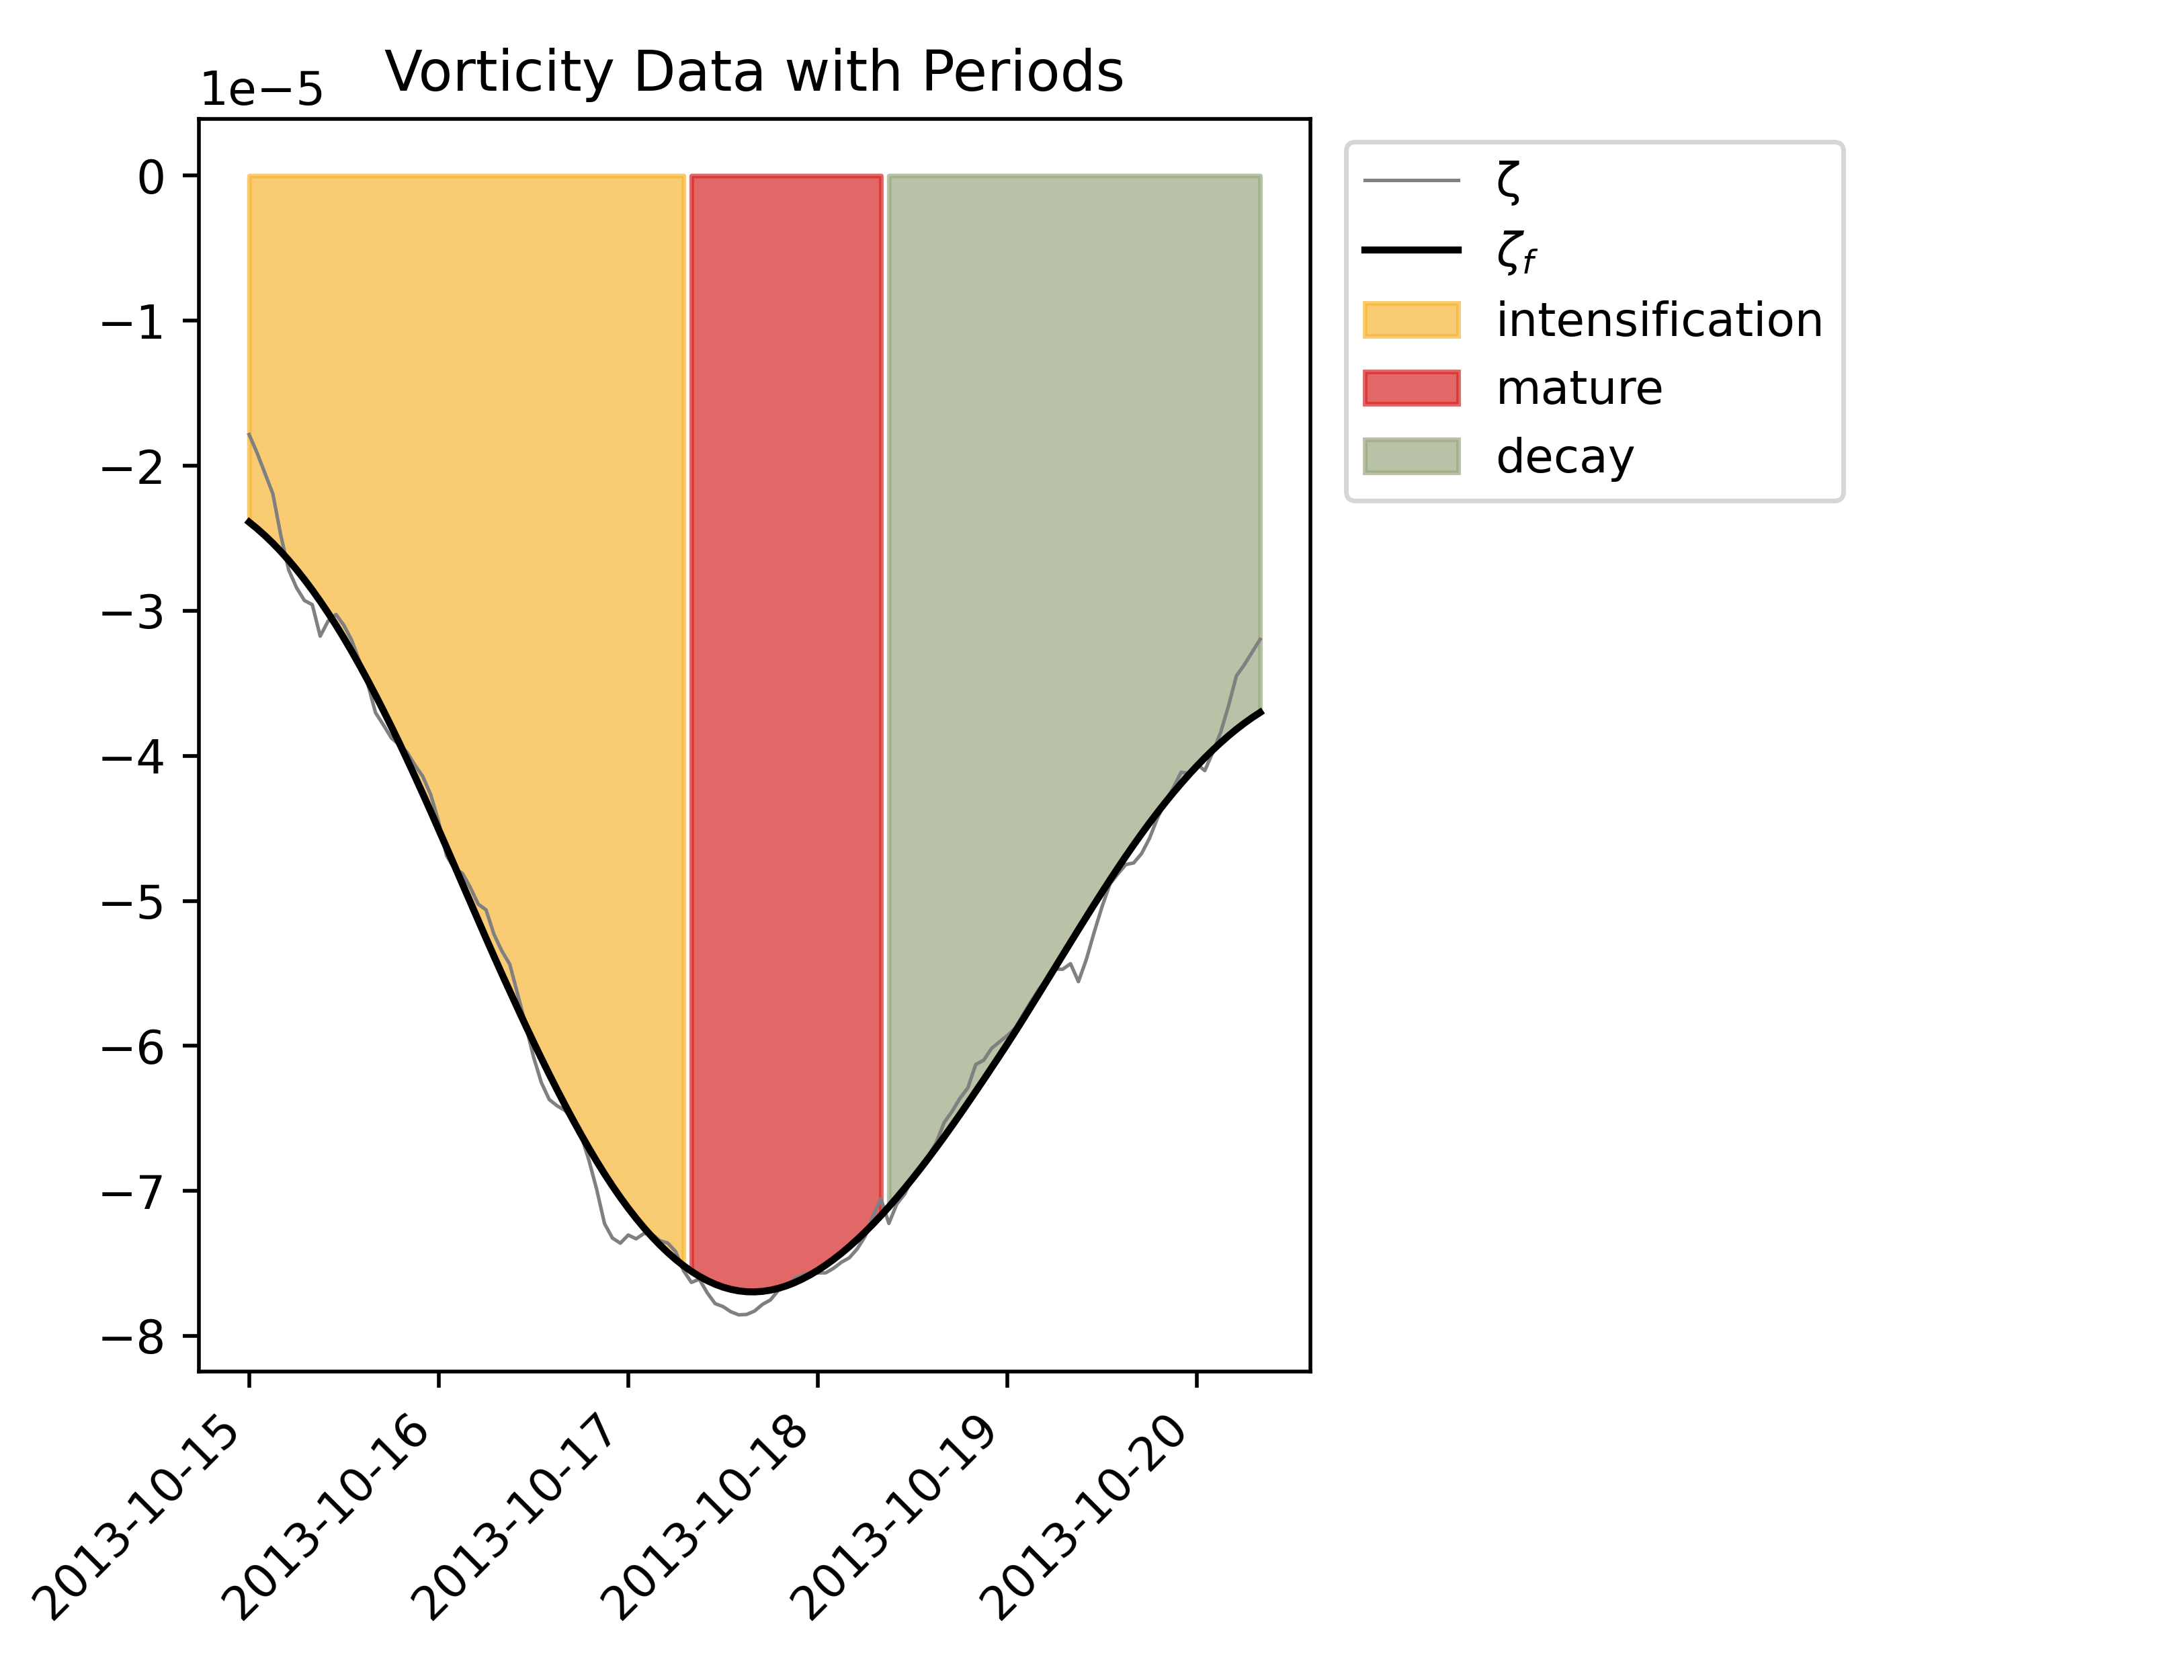 Vorticity Data with Periods
1e−5
0
−1
−2
−3
−4
−5
−6
−7
−8
2013-10-15
2013-10-16
2013-10-17
2013-10-18
2013-10-19
2013-10-20
ζ
ζf
intensification
mature
decay